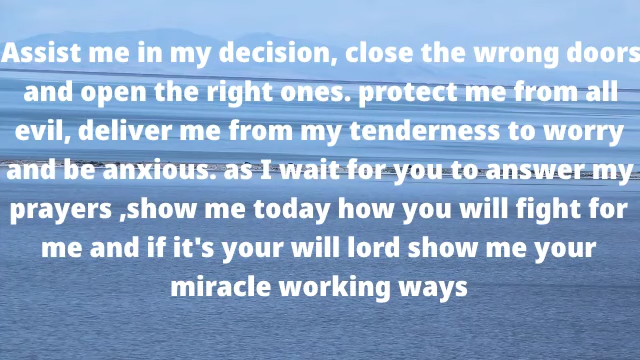 Assist me in my decision, close the wrong doors
and open the right ones. protect me from all
evil, deliver me from my tenderness to worry
and be anxious. as I wait for you to answer my
prayers ,show me today how you will fight for
me and if it's your will lord show me your
miracle working ways